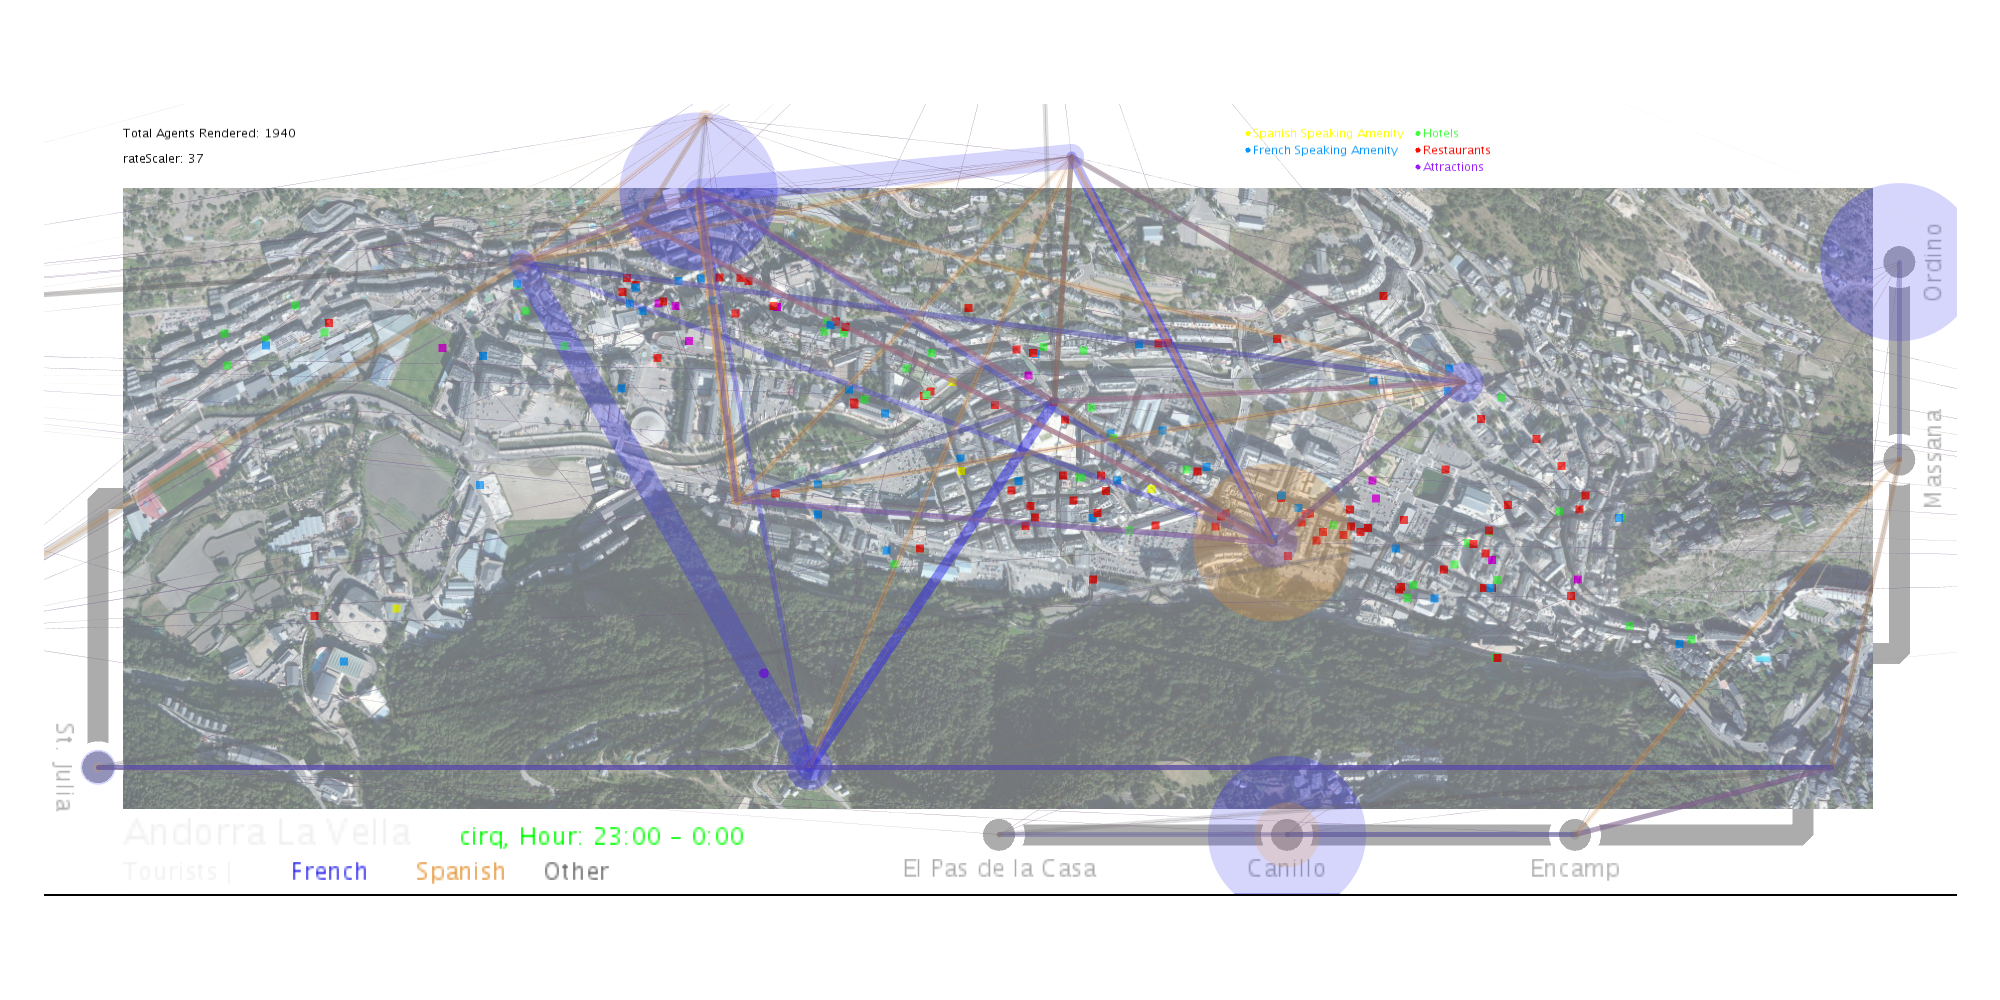 Total Agents Rendered: 1940
rateScaler: 37
Spanish Speaking Amenity
French Speaking Amenity
Hotels
Restaurants
Attractions
Ordino
Massana
St. Julia
Andorra La Vella
cirq, Hour: 23:00 – 0:00
Tourists |
French
Spanish
Other
El Pas de la Casa
Canillo
Encamp